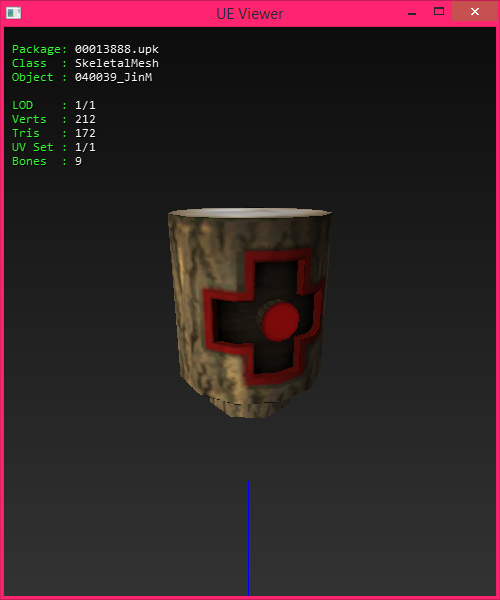 UE Viewer
Package: 00013888.upk
Class  : SkeletalMesh
Object : 040039_JinM
LOD    : 1/1
Verts  : 212
Tris   : 172
UV Set : 1/1
Bones  : 9